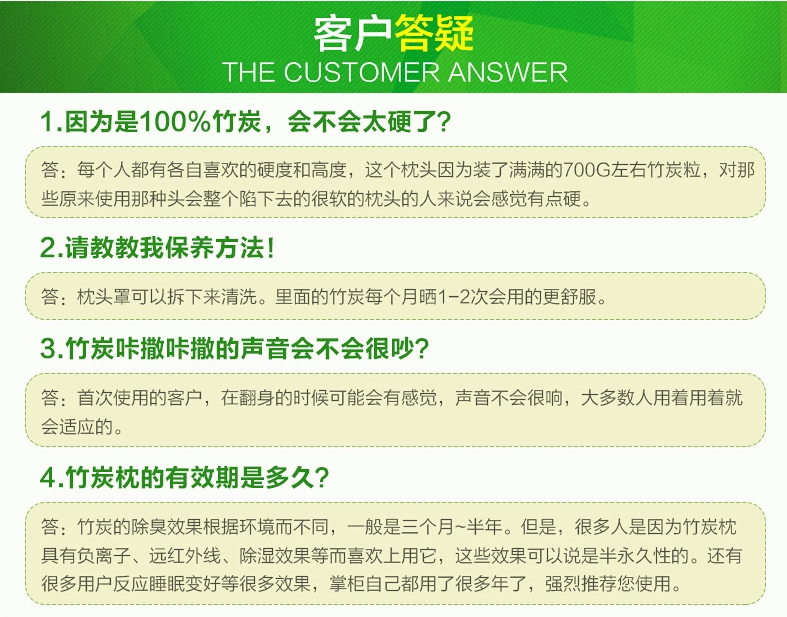 客户答疑
THE CUSTOMER ANSWER
1.因为是100%竹炭，会不会太硬了?
答：每个人都有各自喜欢的硬度和高度，这个枕头因为装了满满的700G左右竹炭粒，对那
些原来使用那种头会整个陷下去的很软的枕头的人来说会感觉有点硬。
2.请教教我保养方法!
答：枕头罩可以拆下来清洗。里面的竹炭每个月晒1-2次会用的更舒服。
3.竹炭咔撒咔撒的声音会不会很吵?
答：首次使用的客户，在翻身的时候可能会有感觉，声音不会很响，大多数人用着用着就
会适应的。
4.竹炭枕的有效期是多久?
答：竹炭的除臭效果根据环境而不同，一般是三个月~半年。但是，很多人是因为竹炭枕
具有负离子、远红外线、除湿效果等而喜欢上用它，这些效果可以说是半永久性的。还有
很多用户反应睡眠变好等很多效果，掌柜自己都用了很多年了，强烈推荐您使用。